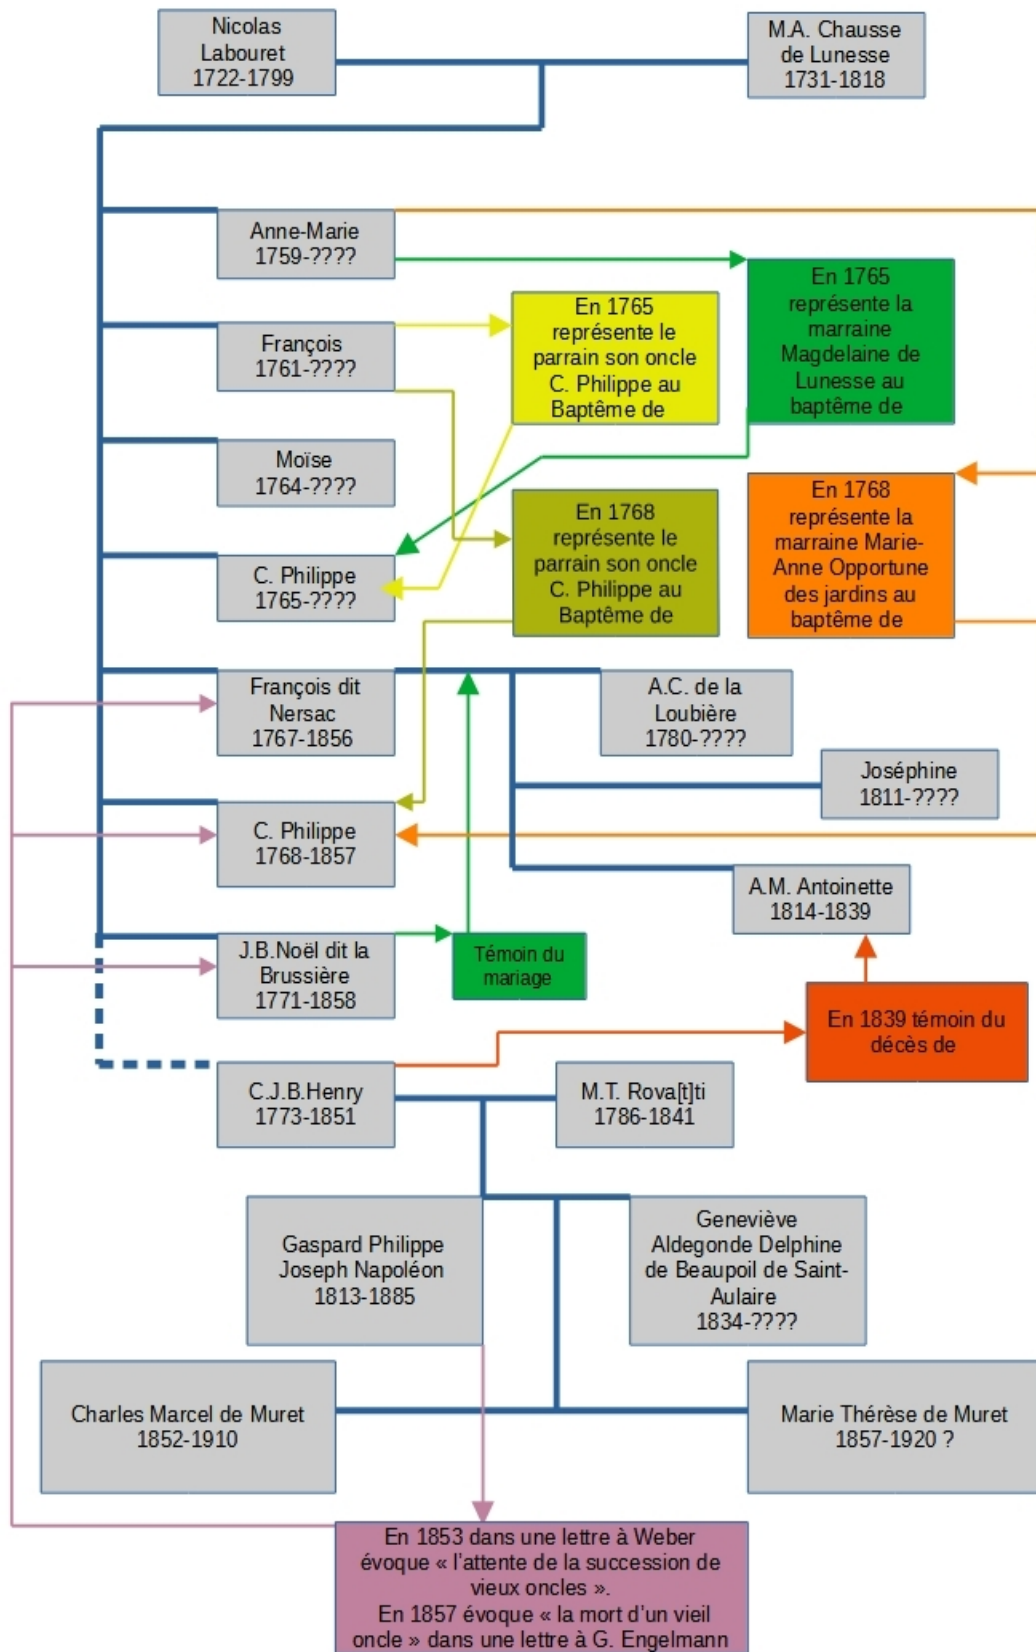 Nicolas
Labouret
1722-1799
M.A. Chausse
de Lunesse
1731-1818
Anne-Marie
1759-????
En 1765
représente la
marraine
Magdelaine de
Lunesse au
baptême de
François
1761-????
En 1765
représente le
parrain son oncle
C. Philippe au
Baptême de
Moïse
1764-????
En 1768
représente la
marraine Marie-
Anne Opportune
des jardins au
baptême de
En 1768
représente le
parrain son oncle
C. Philippe au
Baptême de
C. Philippe
1765-????
François dit
Nersac
1767-1856
A.C. de la
Loubière
1780-????
Joséphine
1811-????
C. Philippe
1768-1857
A.M. Antoinette
1814-1839
J.B.Noël dit la
Brussière
1771-1858
Témoin du
mariage
En 1839 témoin du
décès de
C.J.B.Henry
1773-1851
M.T. Rova[t]ti
1786-1841
Gaspard Philippe
Joseph Napoléon
1813-1885
Geneviève
Aldegonde Delphine
de Beaupoil de Saint-
Aulaire
1834-????
Charles Marcel de Muret
1852-1910
Marie Thérèse de Muret
1857-1920 ?
En 1853 dans une lettre à Weber
évoque « l'attente de la succession de
vieux oncles ».
En 1857 évoque « la mort d'un vieil
oncle » dans une lettre à G. Engelmann